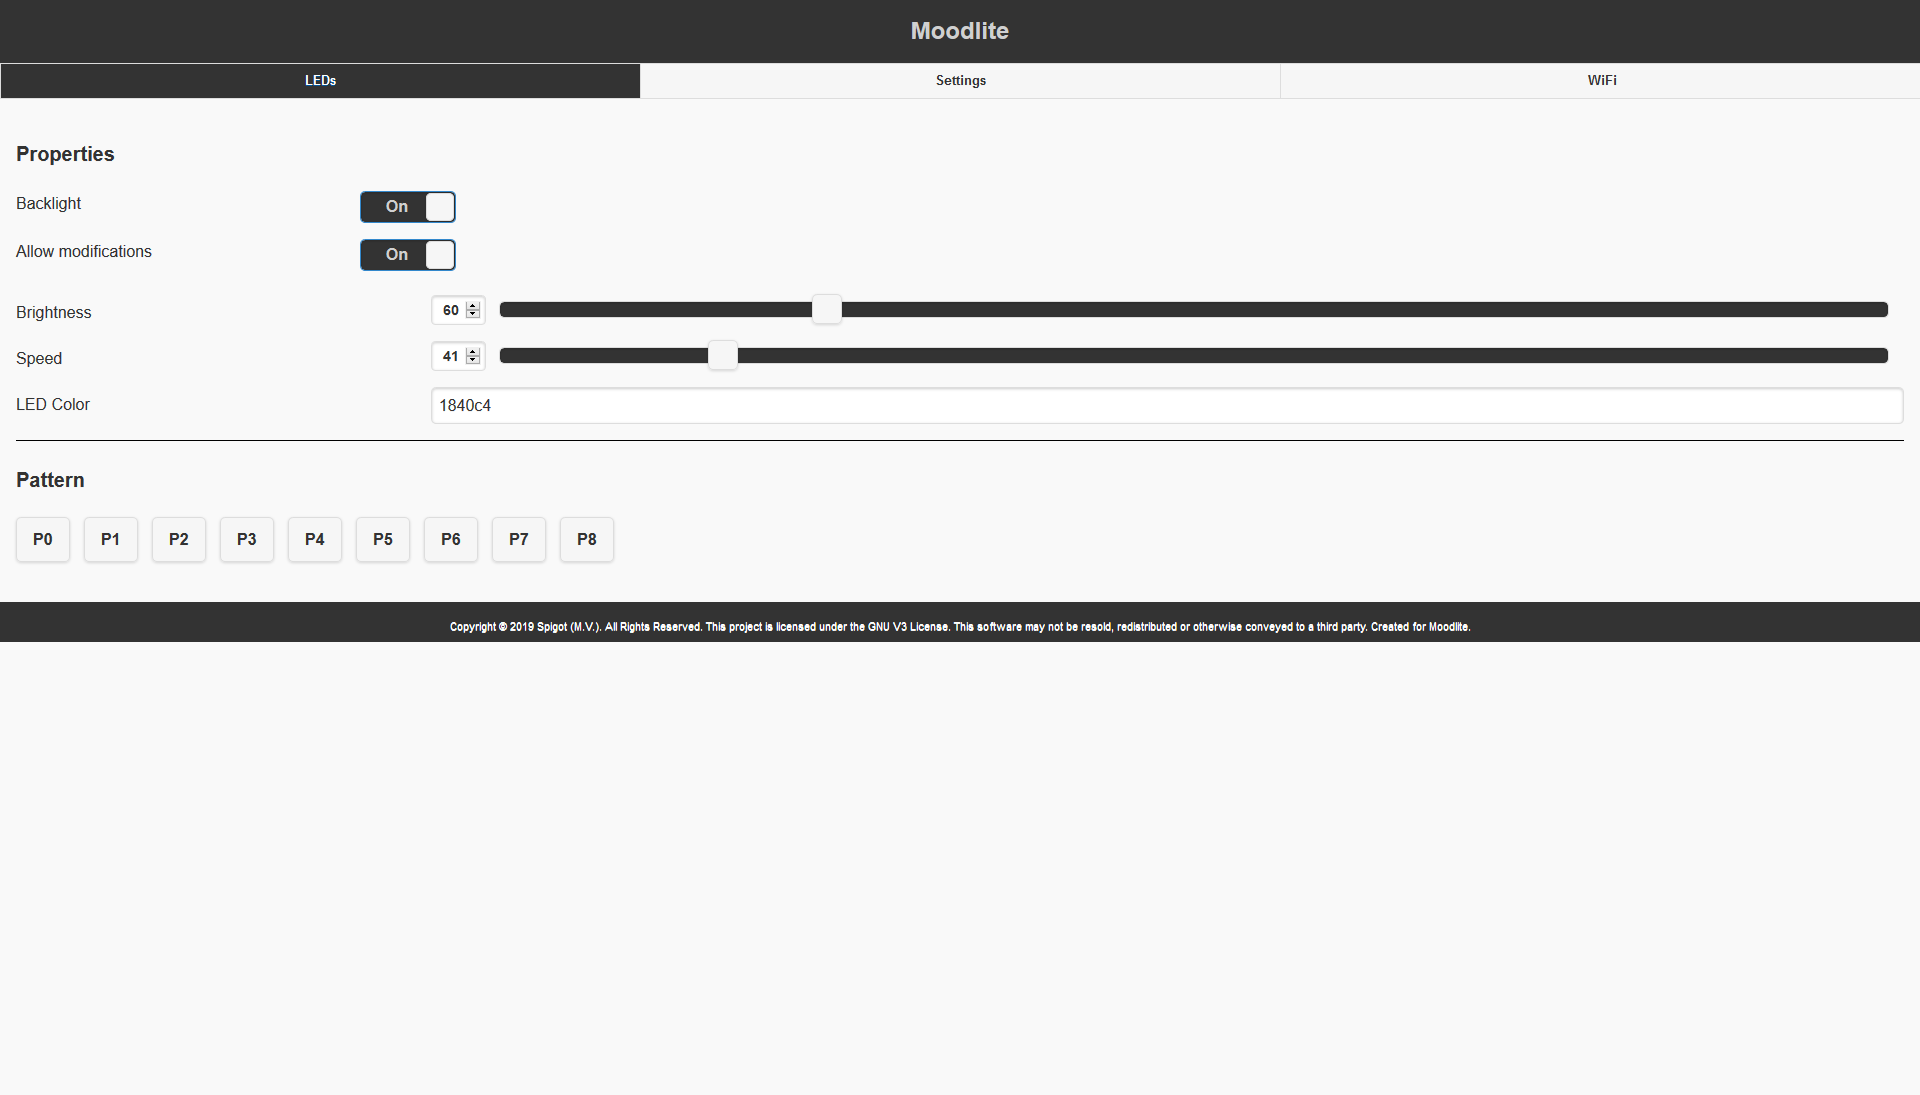 Moodlite
LEDs Settings WiFi
Properties
Backlight On
Allow modifications On
Brightness 60
Speed 41
LED Color 1840c4
Pattern
P0 P1 P2 P3 P4 P5 P6 P7 P8
Copyright © 2019 Spigot (M.V.). All Rights Reserved. This project is licensed under the GNU V3 License. This software may not be resold, redistributed or otherwise conveyed to a third party. Created for Moodlite.